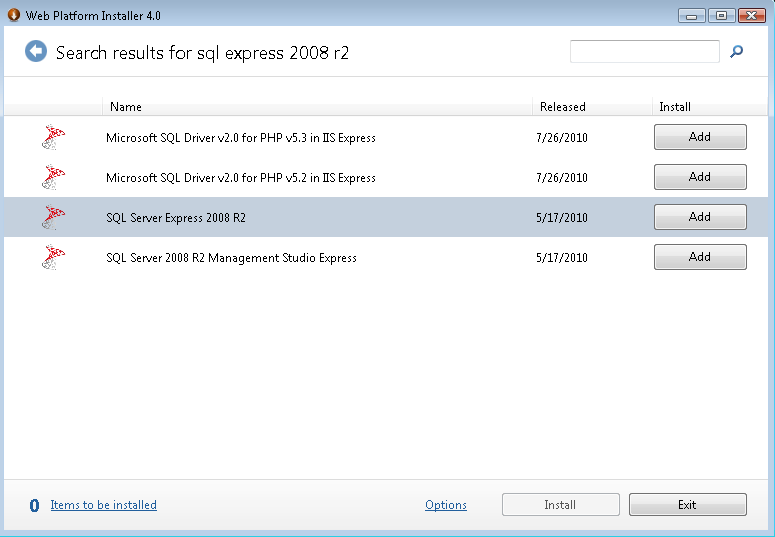 Web Platform Installer 4.0
Search results for sql express 2008 r2
Name Released Install
Microsoft SQL Driver v2.0 for PHP v5.3 in IIS Express 7/26/2010 Add
Microsoft SQL Driver v2.0 for PHP v5.2 in IIS Express 7/26/2010 Add
SQL Server Express 2008 R2 5/17/2010 Add
SQL Server 2008 R2 Management Studio Express 5/17/2010 Add
0 Items to be installed Options Install Exit